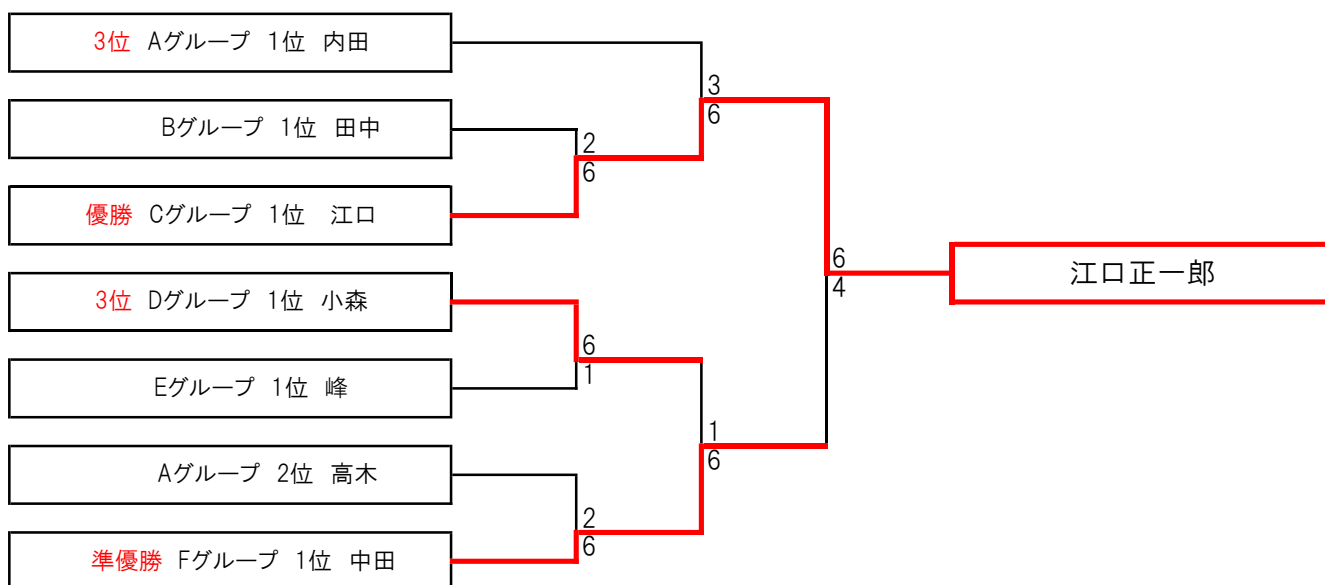 3位 Aグループ 1位 内田
3
6
Bグループ 1位 田中
2
6
優勝 Cグループ 1位 江口
6
4
江口正一郎
3位 Dグループ 1位 小森
6
1
Eグループ 1位 峰
1
6
Aグループ 2位 高木
2
6
準優勝 Fグループ 1位 中田